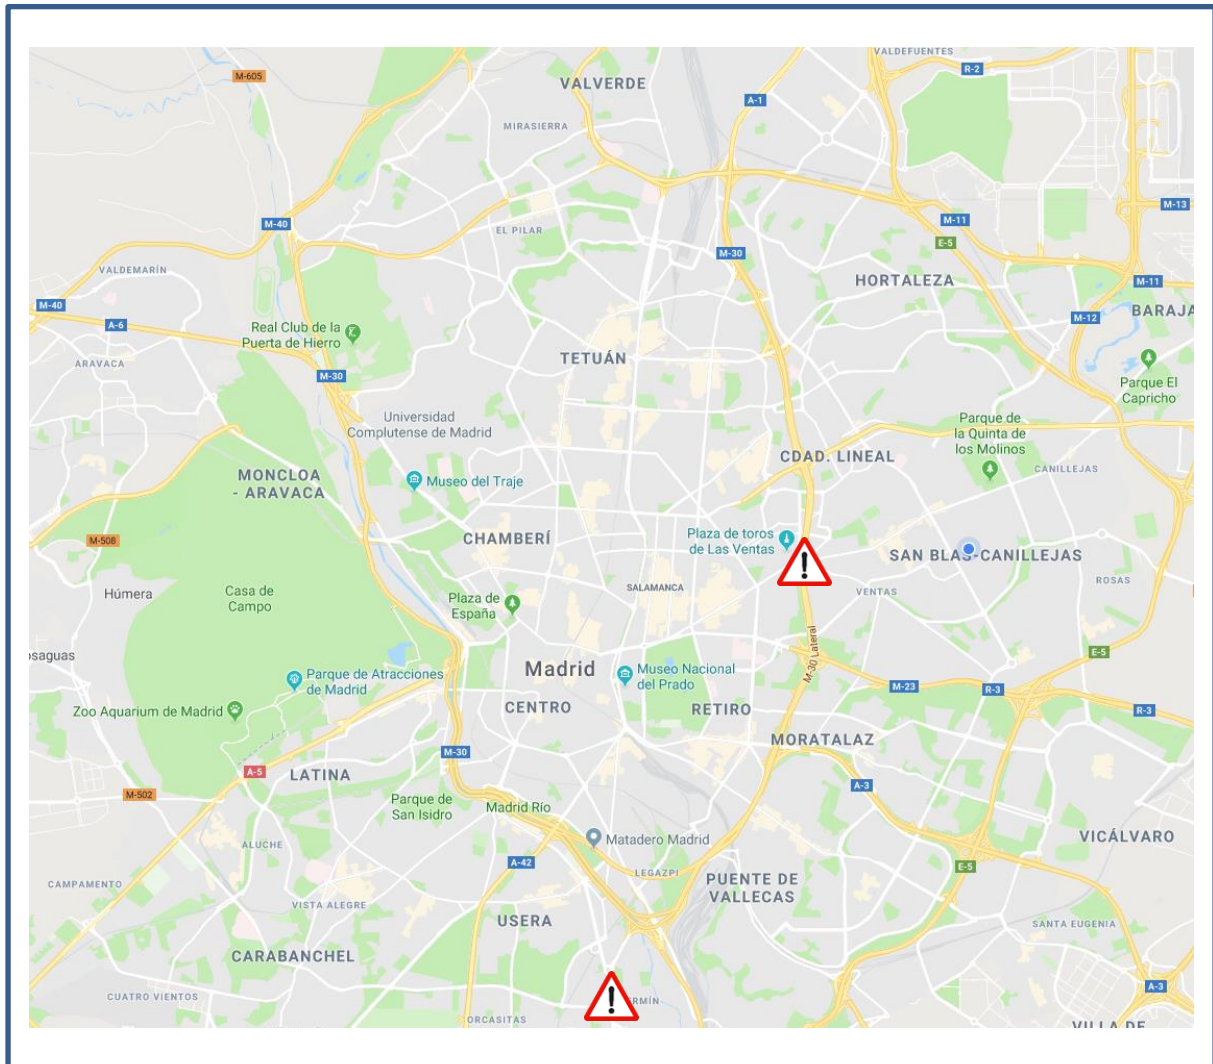 VALDEFUENTES
R-2
M-605
VALVERDE
A-1
MIRASIERRA
M-13
M-40
M-11
EL PILAR
E-5
M-30
VALDEMARÍN
HORTALEZA
M-11
M-40
A-6
M-12
BARAJA
Real Club de la
Puerta de Hierro
TETUÁN
ARAVACA
M-30
Parque El
Capricho
Universidad
Complutense de Madrid
Parque de
la Quinta de
los Molinos
CDAD. LINEAL
CANILLEJAS
MONCLOA
- ARAVACA
Museo del Traje
M-508
CHAMBERÍ
Plaza de toros
de Las Ventas
!
SAN BLAS-CANILLEJAS
ROSAS
Húmera
Casa de
Campo
SALAMANCA
VENTAS
Plaza de
España
M-30 Lateral
osaguas
E-5
Madrid
Museo Nacional
del Prado
Parque de Atracciones
de Madrid
M-23
R-3
Zoo Aquarium de Madrid
CENTRO
RETIRO
R-3
MORATALAZ
M-30
A-5
LATINA
A-3
M-502
Parque de
San Isidro
Madrid Río
Matadero Madrid
VICÁLVARO
ALUCHE
A-42
LEGAZPI
E-5
CAMPAMENTO
PUENTE DE
VALLECAS
VISTA ALEGRE
USERA
SANTA EUGENIA
CARABANCHEL
A-3
CUATRO VIENTOS
!
ERMÍN
ORCASITAS